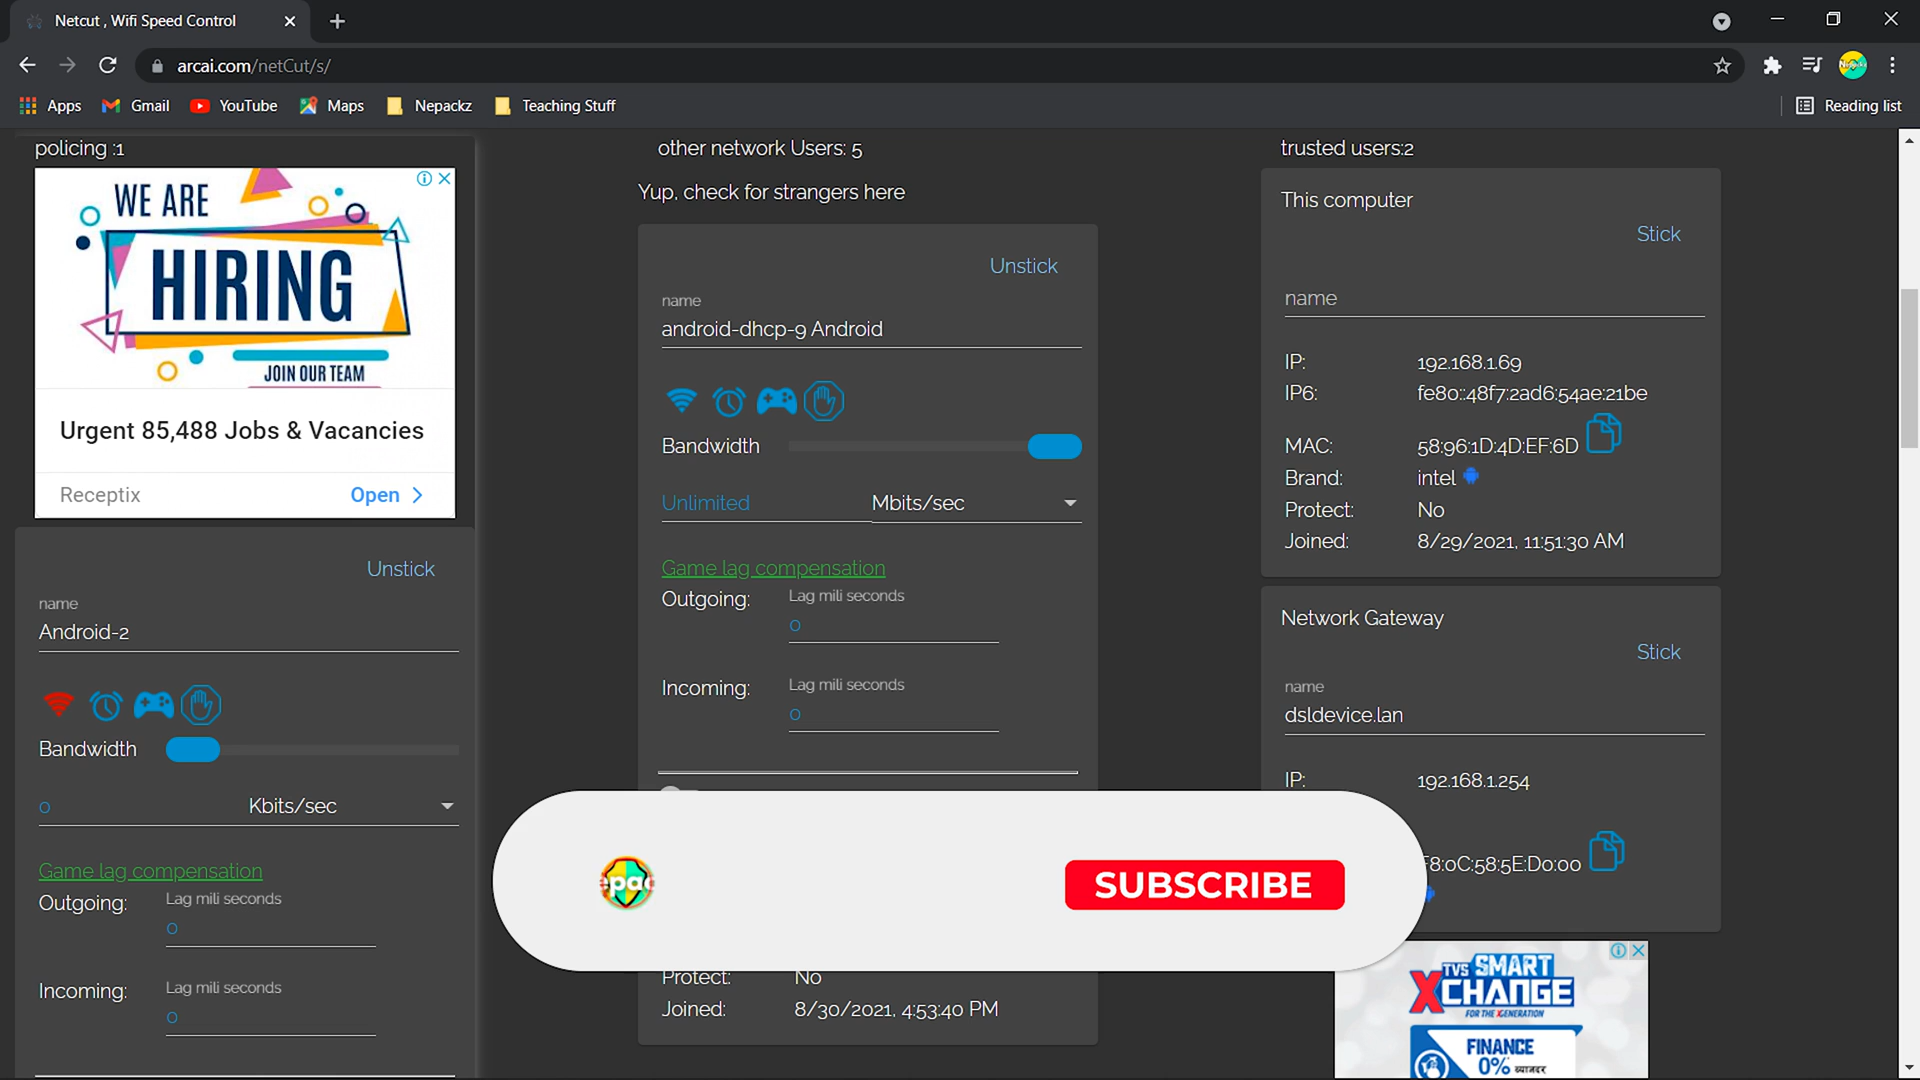 Netcut , Wifi Speed Control
arcai.com/netCut/s/
Apps
Gmail
YouTube
Maps
Nepackz
Teaching Stuff
Reading list
policing :1
WE ARE
HIRING
JOIN OUR TEAM
Urgent 85,488 Jobs & Vacancies
Receptix
Open
Unstick
name
Android-2
Bandwidth
0
Kbits/sec
Game lag compensation
Outgoing:
Lag mili seconds
0
Incoming:
Lag mili seconds
0
other network Users: 5
Yup, check for strangers here
Unstick
name
android-dhcp-9 Android
Bandwidth
Unlimited
Mbits/sec
Game lag compensation
Outgoing:
Lag mili seconds
0
Incoming:
Lag mili seconds
0
SUBSCRIBE
Protect: No
Joined: 8/30/2021, 4:53:40 PM
trusted users:2
This computer
Stick
name
IP: 192.168.1.69
IP6: fe80::48f7:2ad6:54ae:21be
MAC: 58:96:1D:4D:EF:6D
Brand: intel
Protect: No
Joined: 8/29/2021, 11:51:30 AM
Network Gateway
Stick
name
dsldevice.lan
IP: 192.168.1.254
F8:0C:58:5E:D0:00
TVS SMART
XCHANGE
FOR THE XGENERATION
FINANCE
0% ब्याजदर